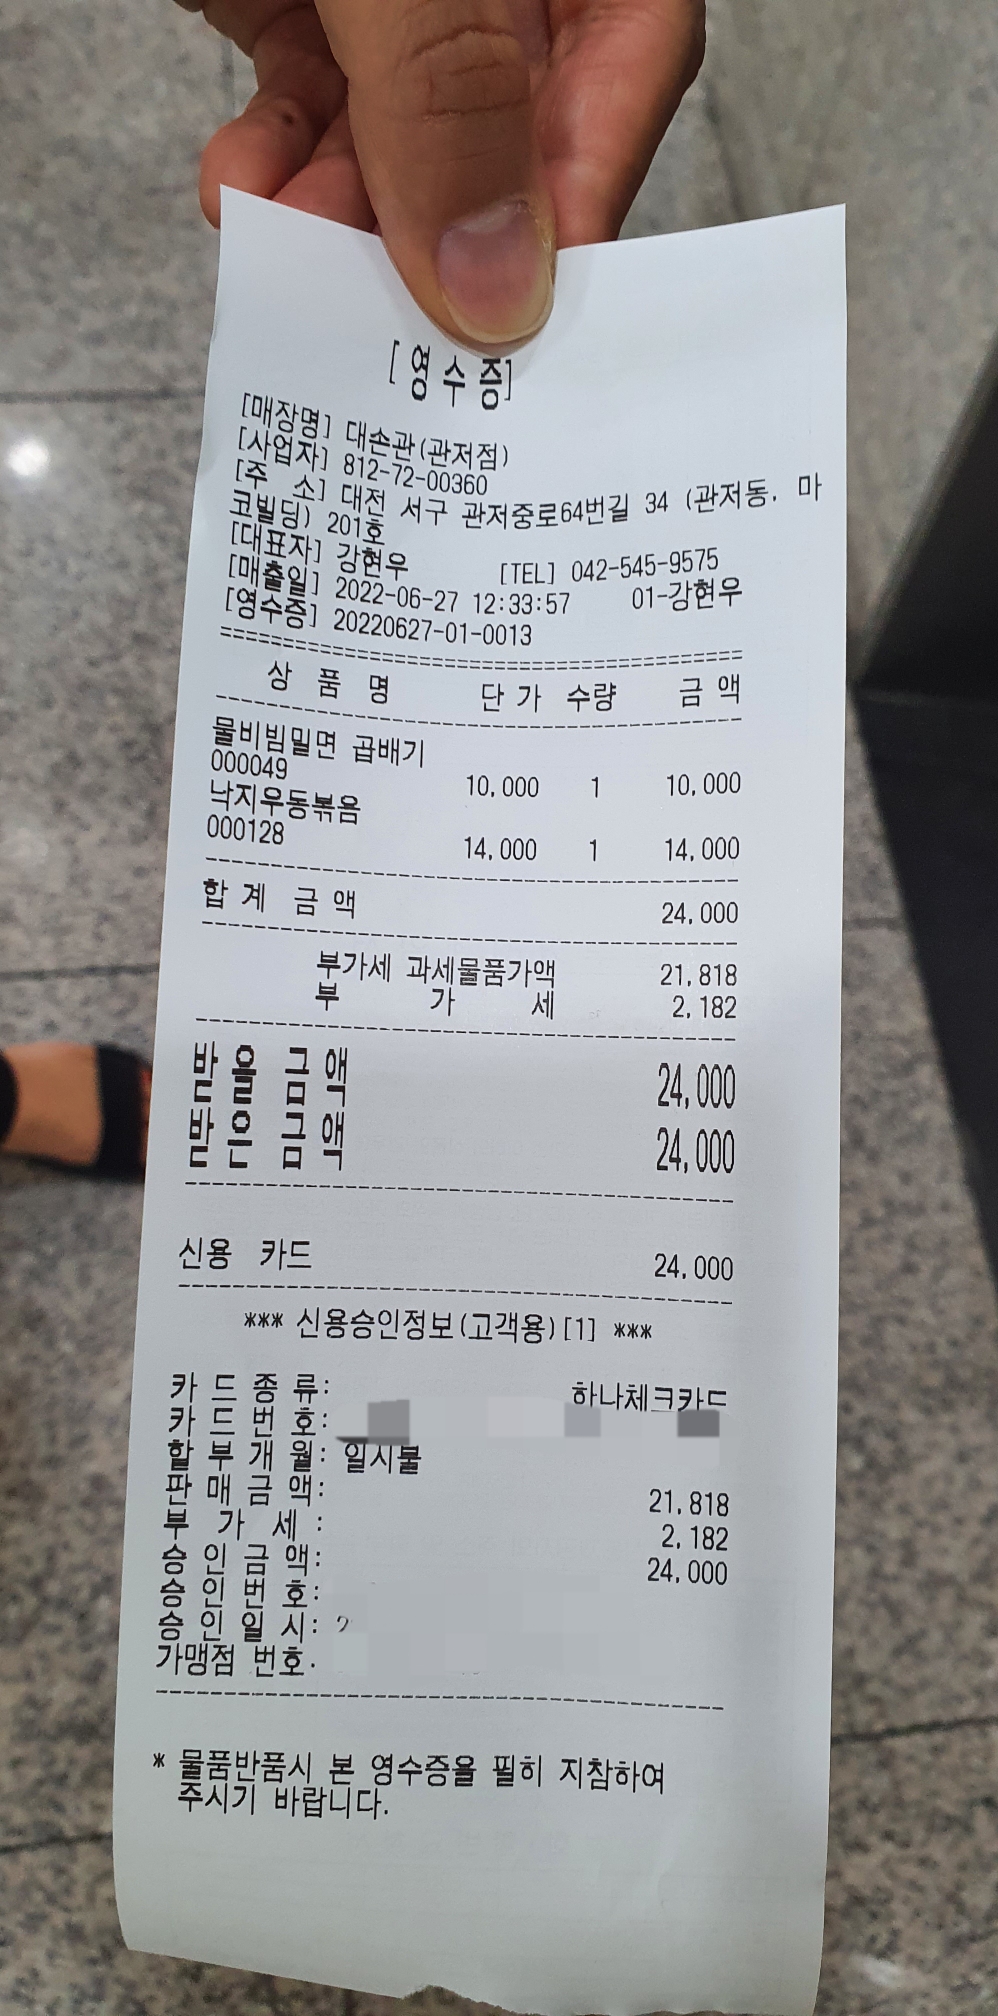 [영수증]
[매장명] 대손관(관저점)
[사업자] 812-72-00360
[주 소] 대전 서구 관저중로64번길 34 (관저동, 마
코빌딩) 201호
[대표자] 강현우 [TEL] 042-545-9575
[매출일] 2022-06-27 12:33:57 01-강현우
[영수증] 20220627-01-0013
상 품 명 단 가 수량 금 액
물비빔밀면 곱배기
000049 10,000 1 10,000
낙지우동볶음
000128 14,000 1 14,000
합 계 금 액 24,000
부가세 과세물품가액 21,818
부 가 세 2,182
받 을 금 액 24,000
받 은 금 액 24,000
신용 카드 24,000
*** 신용승인정보(고객용)[1] ***
카 드 종 류: 하나체크카드
카 드 번 호:
할 부 개 월: 일시불
판 매 금 액: 21,818
부 가 세 : 2,182
승 인 금 액: 24,000
승 인 번 호:
승 인 일 시:
가맹점 번호.
* 물품반품시 본 영수증을 필히 지참하여
주시기 바랍니다.